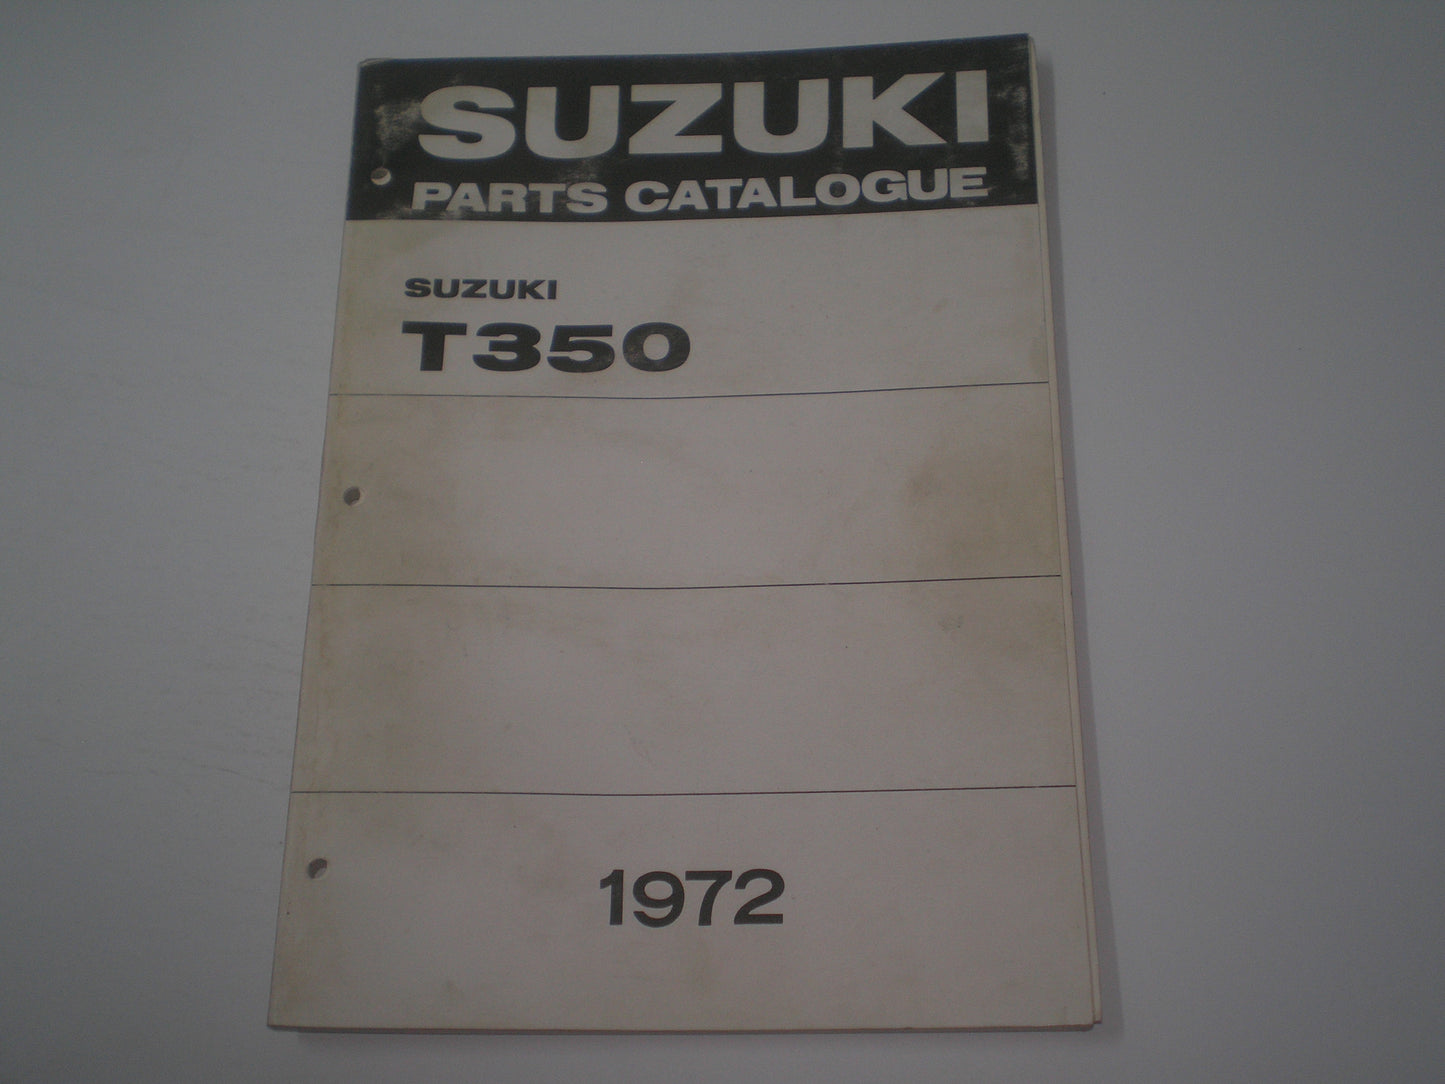 SUZUKI
PARTS CATALOGUE
SUZUKI
T350
1972